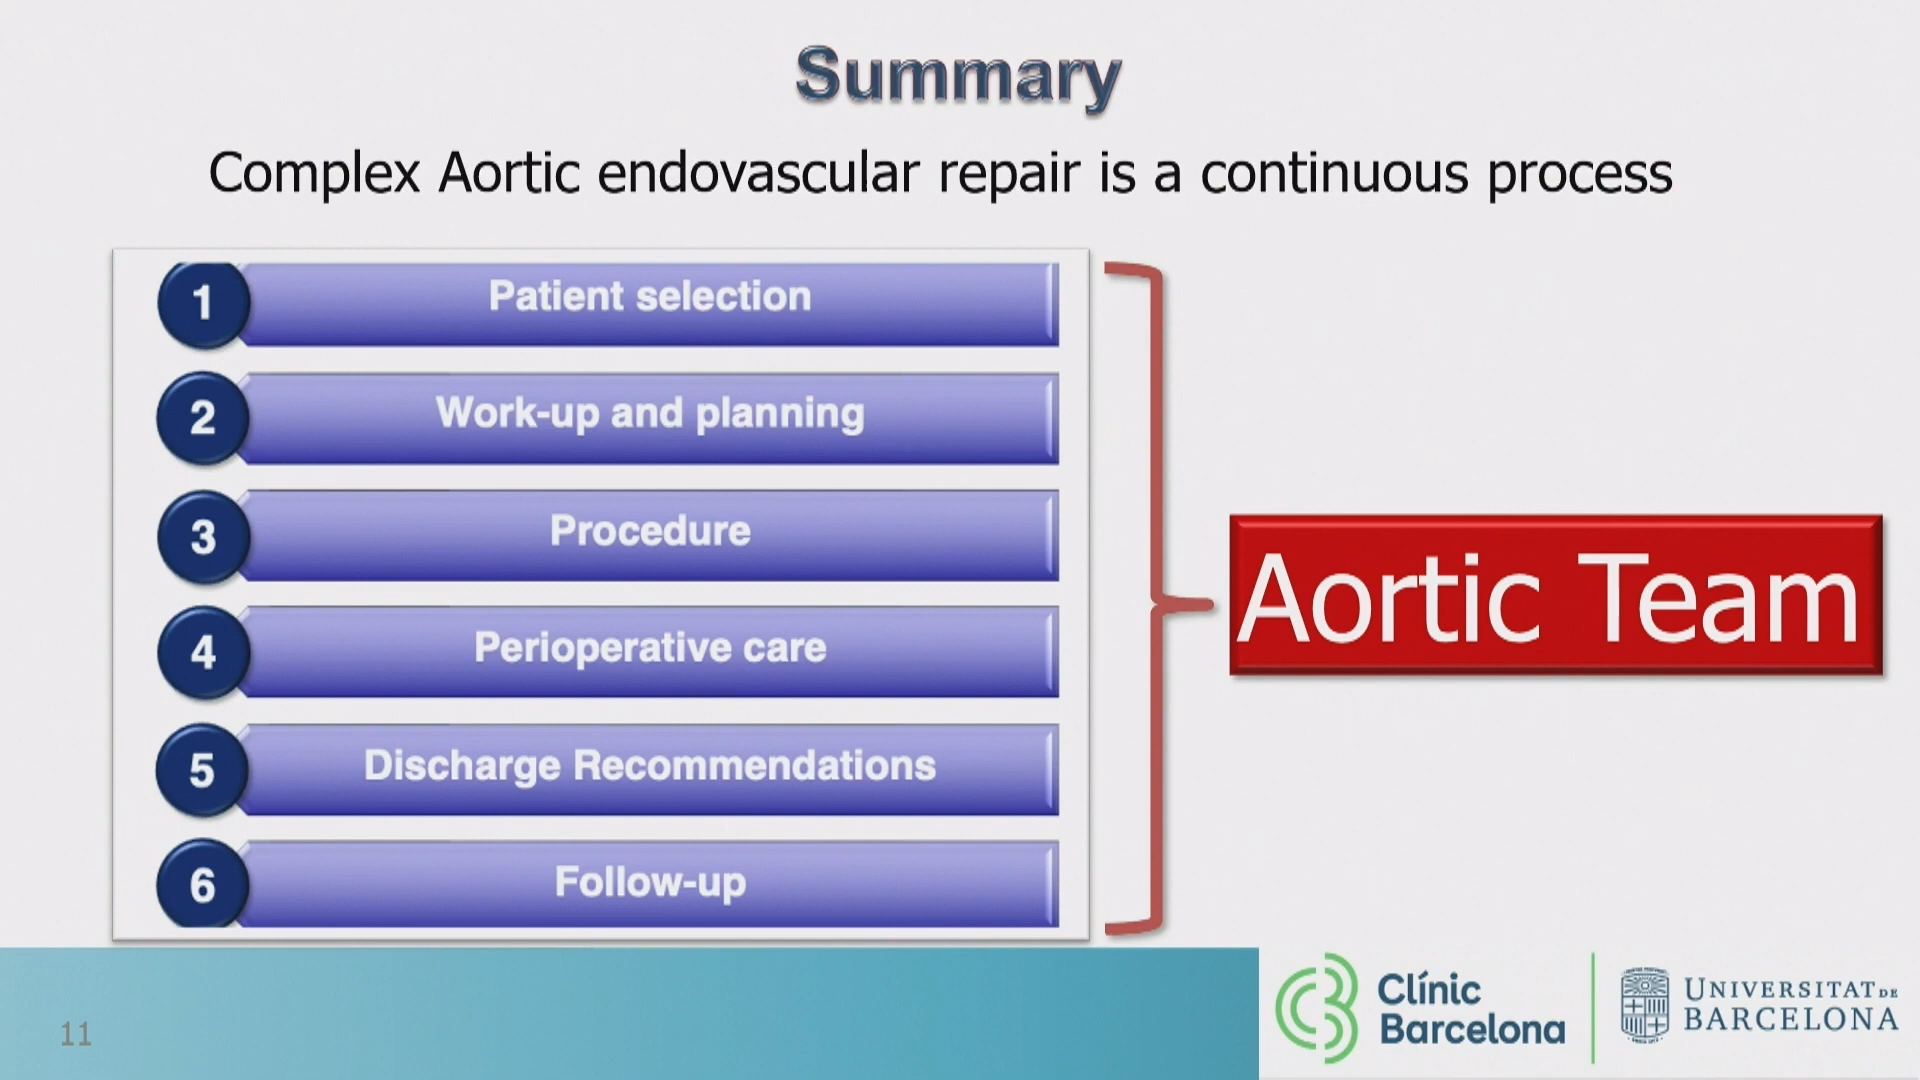 Summary
Complex Aortic endovascular repair is a continuous process
1 Patient selection
2 Work-up and planning
3 Procedure
4 Perioperative care
5 Discharge Recommendations
6 Follow-up
Aortic Team
11
Clínic
Barcelona
UNIVERSITAT DE
BARCELONA